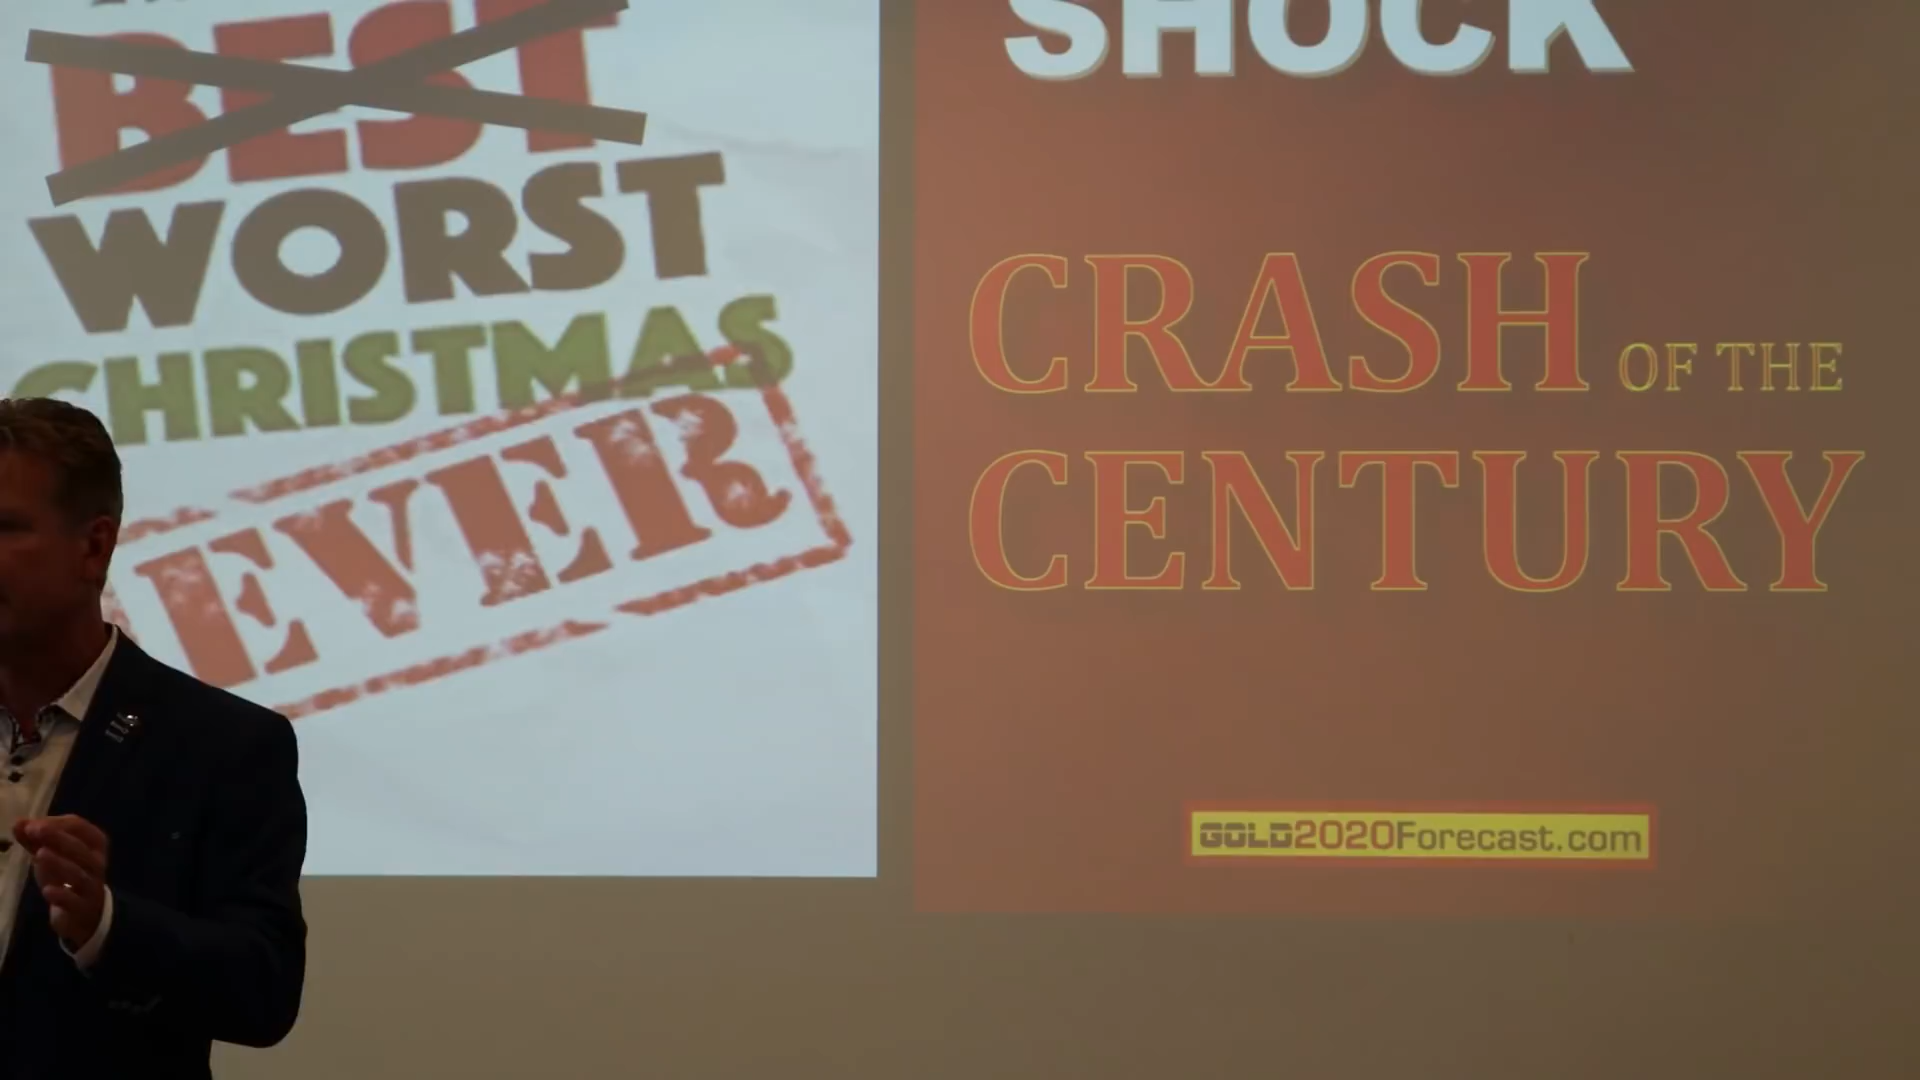 BEST
WORST
CHRISTMAS
EVER
SHOCK
CRASH OF THE
CENTURY
GOLD2020Forecast.com